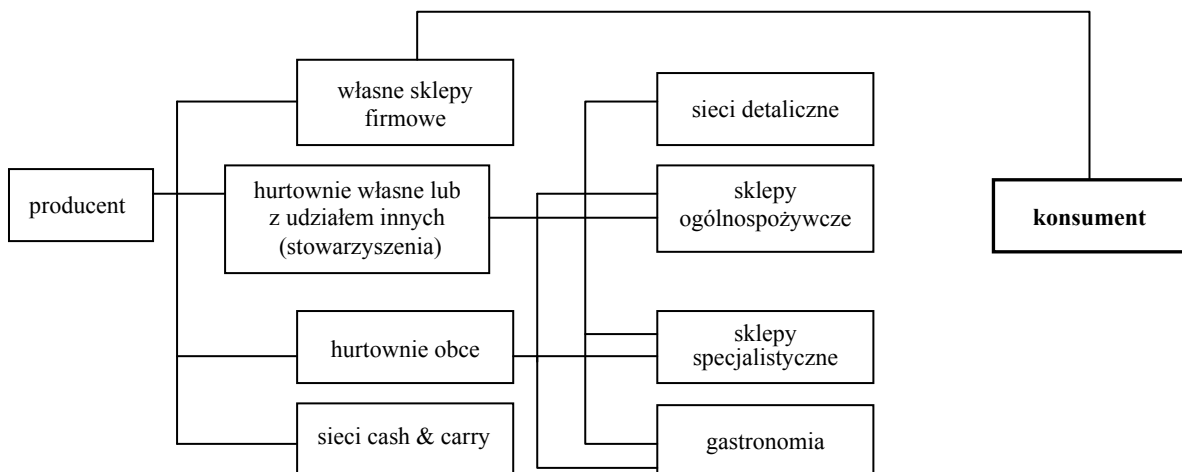 producent
własne sklepy
firmowe
hurtownie własne lub
z udziałem innych
(stowarzyszenia)
hurtownie obce
sieci cash & carry
sieci detaliczne
sklepy
ogólnospożywcze
sklepy
specjalistyczne
gastronomia
konsument